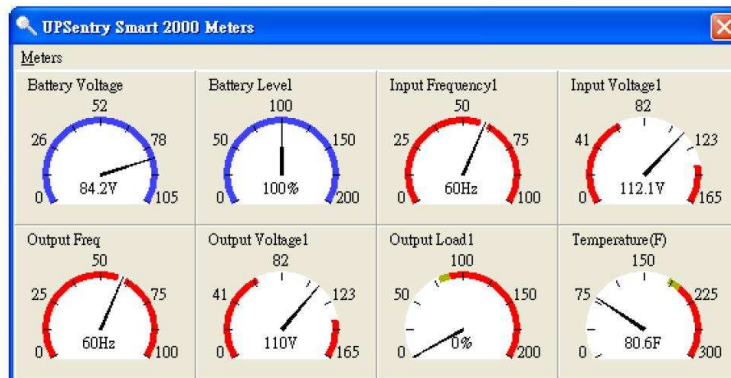 UPSentry Smart 2000 Meters
Meters
Battery Voltage
52
26
78
0
105
84.2V
Battery Level
100
50
150
0
200
100%
Input Frequency1
50
25
75
0
100
60Hz
Input Voltage1
82
41
123
0
165
112.1V
Output Freq
50
25
75
0
100
60Hz
Output Voltage1
82
41
123
0
165
110V
Output Load1
100
50
150
0
200
0%
Temperature(F)
150
75
225
0
300
80.6F